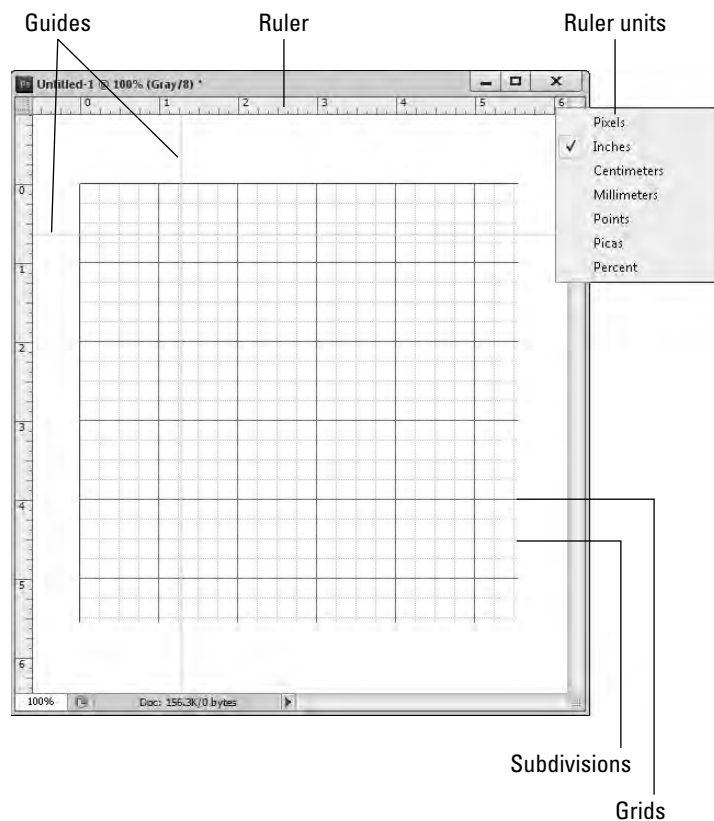 Guides Ruler Ruler units
Untitled-1 @ 100% (Gray/8) *
0 1 2 3 4 5 6
Pixels
✓ Inches
Centimeters
Millimeters
Points
Picas
Percent
0
1
2
3
4
5
6
100% Doc: 156.3K/0 bytes
Subdivisions
Grids